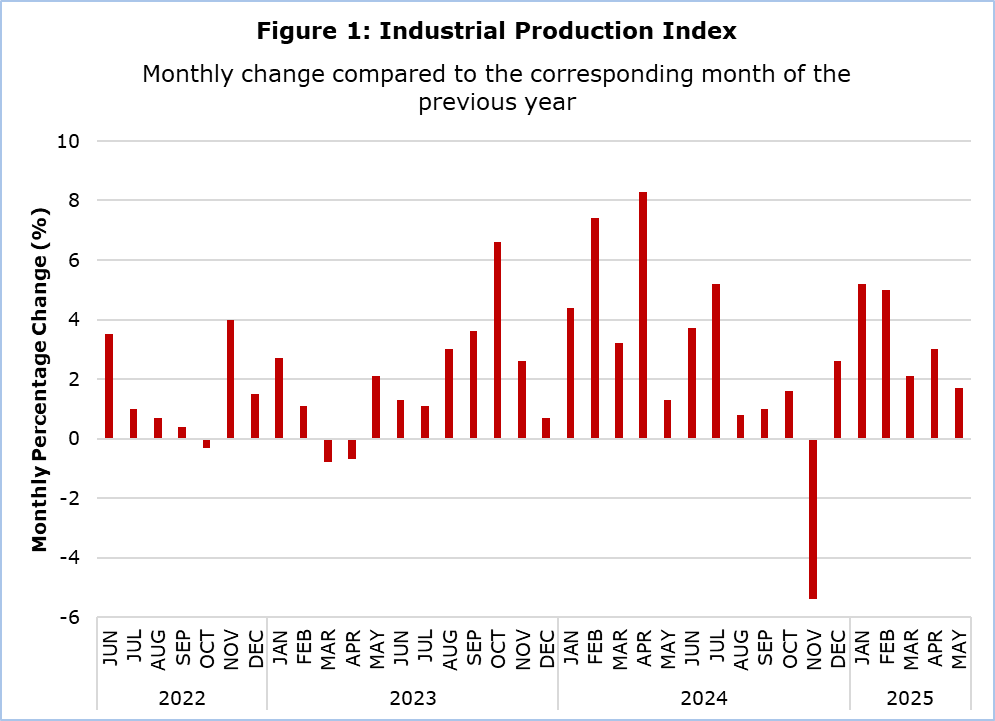 Figure 1: Industrial Production Index
Monthly change compared to the corresponding month of the
previous year
Monthly Percentage Change (%)
10
8
6
4
2
0
-2
-4
-6
JUN JUL AUG SEP OCT NOV DEC JAN FEB MAR APR MAY JUN JUL AUG SEP OCT NOV DEC JAN FEB MAR APR MAY JUN JUL AUG SEP OCT NOV DEC JAN FEB MAR APR MAY
2022 2023 2024 2025